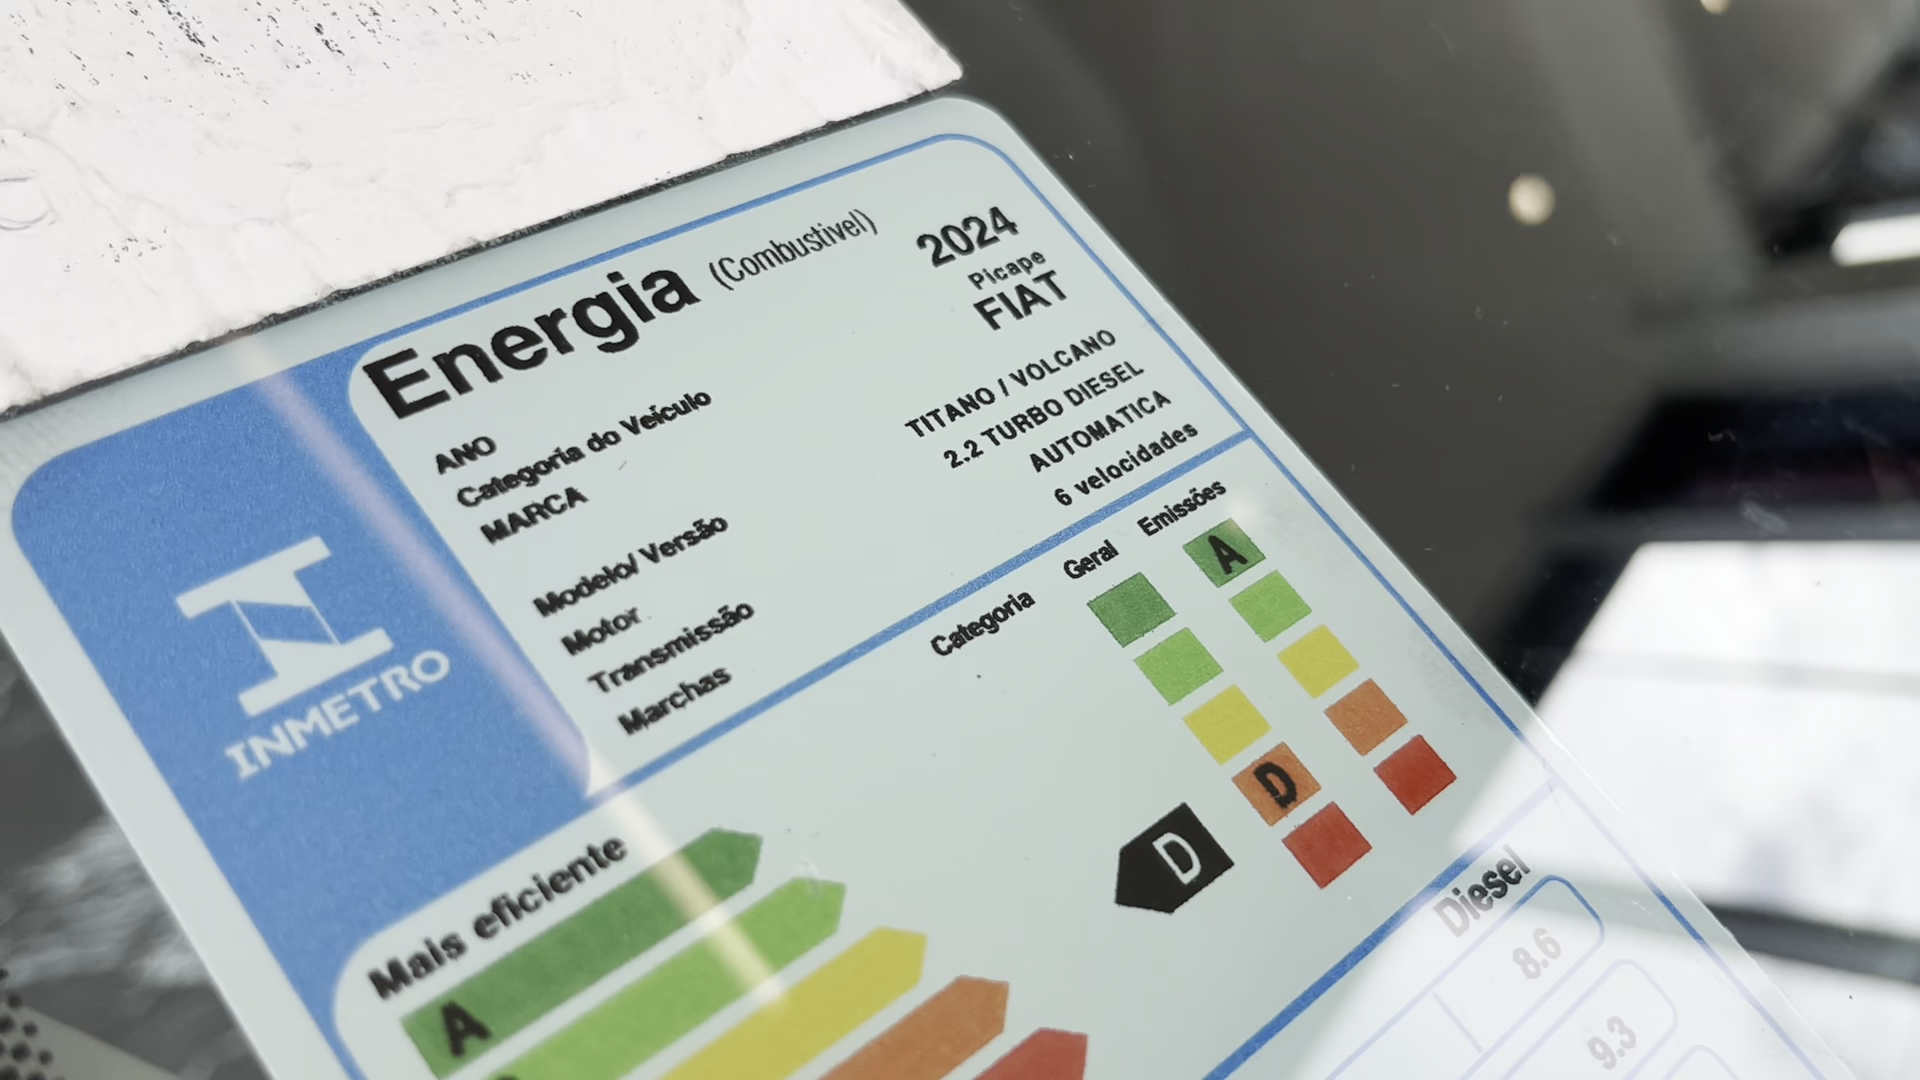 Energia (Combustível)
ANO 2024
Categoria do Veículo Picape
MARCA FIAT
Modelo/ Versão TITANO / VOLCANO
Motor 2.2 TURBO DIESEL
Transmissão AUTOMATICA
Marchas 6 velocidades
INMETRO
Categoria Geral Emissões
A
D
D
Mais eficiente
A
Diesel
8.6
9.3